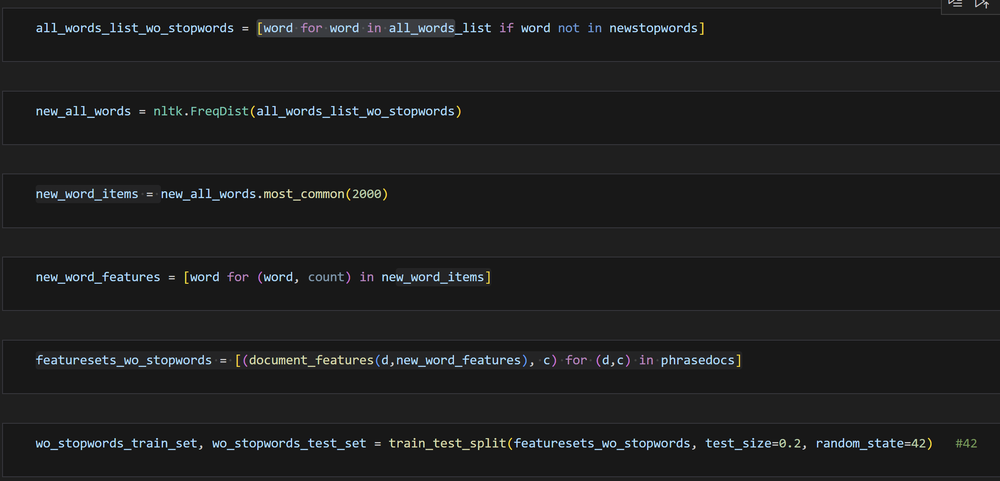 all_words_list_wo_stopwords = [word for word in all_words_list if word not in newstopwords]
new_all_words = nltk.FreqDist(all_words_list_wo_stopwords)
new_word_items = new_all_words.most_common(2000)
new_word_features = [word for (word, count) in new_word_items]
featuresets_wo_stopwords = [(document_features(d,new_word_features), c) for (d,c) in phrasedocs]
wo_stopwords_train_set, wo_stopwords_test_set = train_test_split(featuresets_wo_stopwords, test_size=0.2, random_state=42)   #42